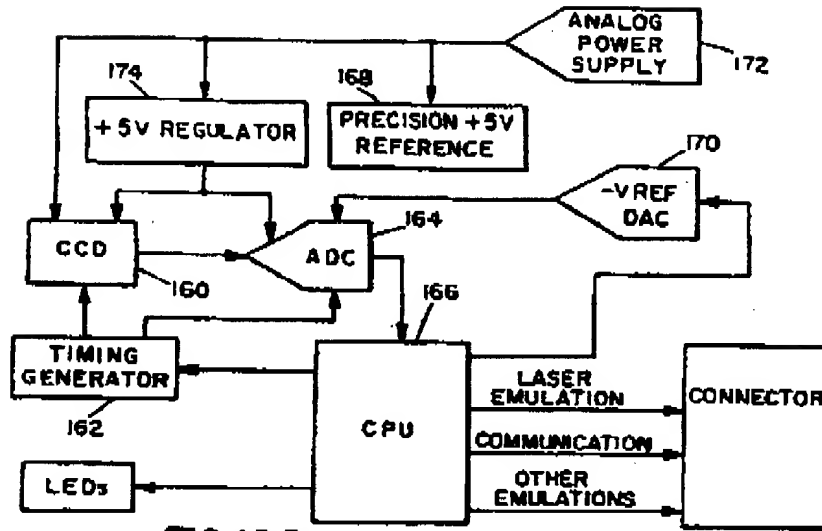 ANALOG
POWER
SUPPLY
172
174
+5V REGULATOR
168
PRECISION +5V
REFERENCE
170
-V REF
DAC
CCD
160
ADC
164
166
TIMING
GENERATOR
162
CPU
LASER
EMULATION
COMMUNICATION
OTHER
EMULATIONS
CONNECTOR
LEDs